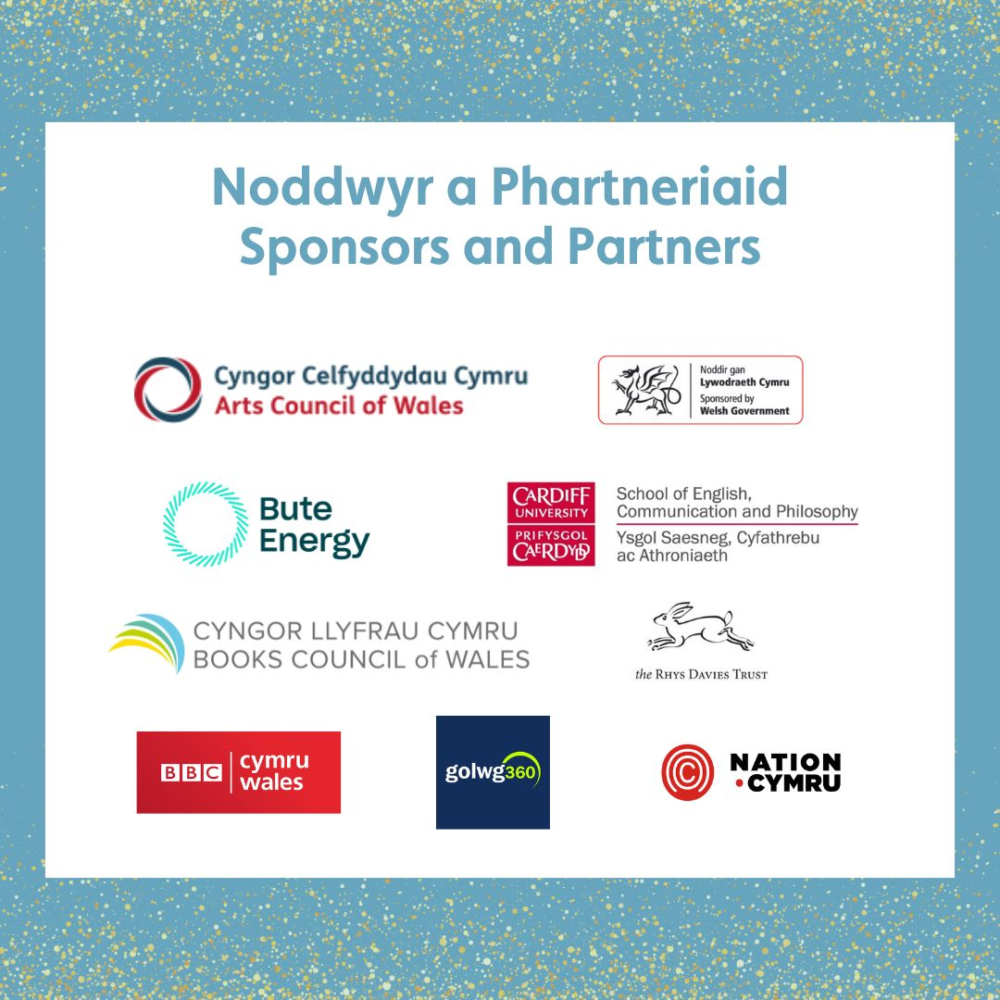 Noddwyr a Phartneriaid
Sponsors and Partners
Cyngor Celfyddydau Cymru
Arts Council of Wales
Noddir gan
Lywodraeth Cymru
Sponsored by
Welsh Government
Bute
Energy
CARDIFF
UNIVERSITY
PRIFYSGOL
CAERDYDD
School of English,
Communication and Philosophy
Ysgol Saesneg, Cyfathrebu
ac Athroniaeth
CYNGOR LLYFRAU CYMRU
BOOKS COUNCIL of WALES
the RHYS DAVIES TRUST
BBC
cymru
wales
golwg360
C
NATION
·CYMRU